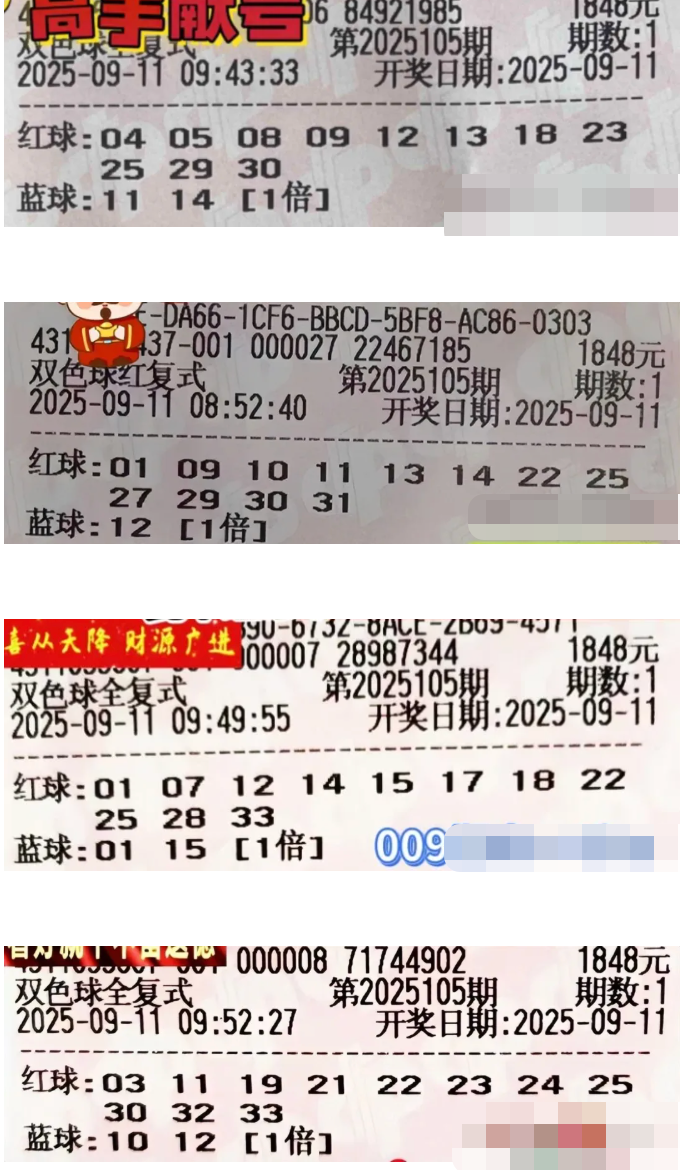 高手献号
06 84921985 1848元
双色球全复式 第2025105期 期数:1
2025-09-11 09:43:33 开奖日期:2025-09-11
红球:04 05 08 09 12 13 18 23
25 29 30
蓝球:11 14 [1倍]
-DA66-1CF6-BBCD-5BF8-AC86-0303
431 437-001 000027 22467185 1848元
双色球红复式 第2025105期 期数:1
2025-09-11 08:52:40 开奖日期:2025-09-11
红球:01 09 10 11 13 14 22 25
27 29 30 31
蓝球:12 [1倍]
喜从天降 财源广进
390-6732-8ACE-2B69-4571
000007 28987344 1848元
双色球全复式 第2025105期 期数:1
2025-09-11 09:49:55 开奖日期:2025-09-11
红球:01 07 12 14 15 17 18 22
25 28 33
蓝球:01 15 [1倍]
009
000008 71744902 1848元
双色球全复式 第2025105期 期数:1
2025-09-11 09:52:27 开奖日期:2025-09-11
红球:03 11 19 21 22 23 24 25
30 32 33
蓝球:10 12 [1倍]